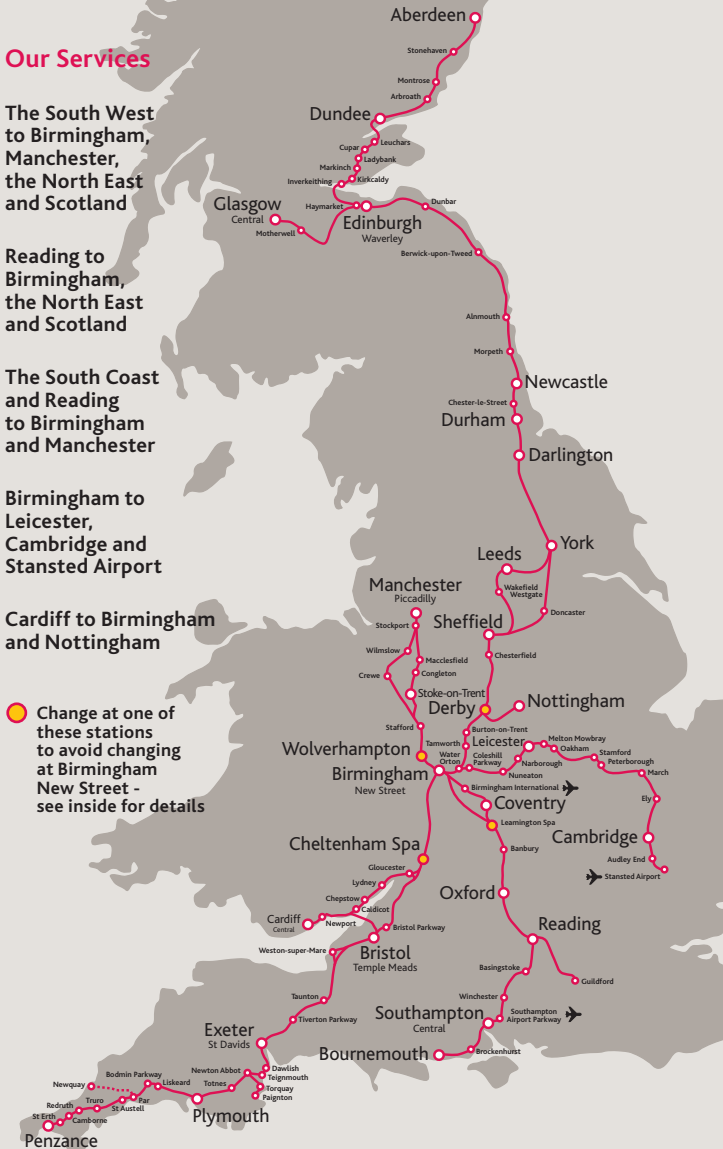 Our Services
The South West
to Birmingham,
Manchester,
the North East
and Scotland
Reading to
Birmingham,
the North East
and Scotland
The South Coast
and Reading
to Birmingham
and Manchester
Birmingham to
Leicester,
Cambridge and
Stansted Airport
Cardiff to Birmingham
and Nottingham
Change at one of
these stations
to avoid changing
at Birmingham
New Street -
see inside for details
Aberdeen
Stonehaven
Montrose
Arbroath
Dundee
Leuchars
Cupar
Ladybank
Markinch
Kirkcaldy
Inverkeithing
Glasgow
Central
Motherwell
Haymarket
Edinburgh
Waverley
Dunbar
Berwick-upon-Tweed
Alnmouth
Morpeth
Newcastle
Chester-le-Street
Durham
Darlington
York
Leeds
Wakefield
Westgate
Doncaster
Manchester
Piccadilly
Stockport
Sheffield
Wilmslow
Macclesfield
Chesterfield
Crewe
Congleton
Stoke-on-Trent
Derby
Nottingham
Stafford
Burton-on-Trent
Wolverhampton
Tamworth
Leicester
Melton Mowbray
Oakham
Stamford
Peterborough
Water
Orton
Coleshill
Parkway
Narborough
Birmingham
New Street
Nuneaton
March
Birmingham International
Coventry
Ely
Leamington Spa
Cambridge
Cheltenham Spa
Banbury
Audley End
Gloucester
Stansted Airport
Lydney
Oxford
Chepstow
Caldicot
Cardiff
Central
Newport
Bristol Parkway
Reading
Weston-super-Mare
Bristol
Temple Meads
Basingstoke
Guildford
Taunton
Winchester
Tiverton Parkway
Southampton
Central
Southampton
Airport Parkway
Exeter
St Davids
Bournemouth
Brockenhurst
Dawlish
Teignmouth
Newton Abbot
Torquay
Paignton
Totnes
Bodmin Parkway
Liskeard
Newquay
Plymouth
Par
St Austell
Truro
Redruth
Camborne
St Erth
Penzance